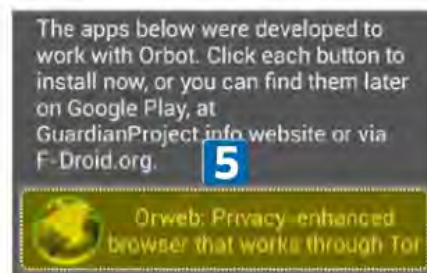 The apps below were developed to
work with Orbot. Click each button to
install now, or you can find them later
on Google Play, at
GuardianProject.info website or via
F-Droid.org.
5
Orweb: Privacy-enhanced
browser that works through Tor